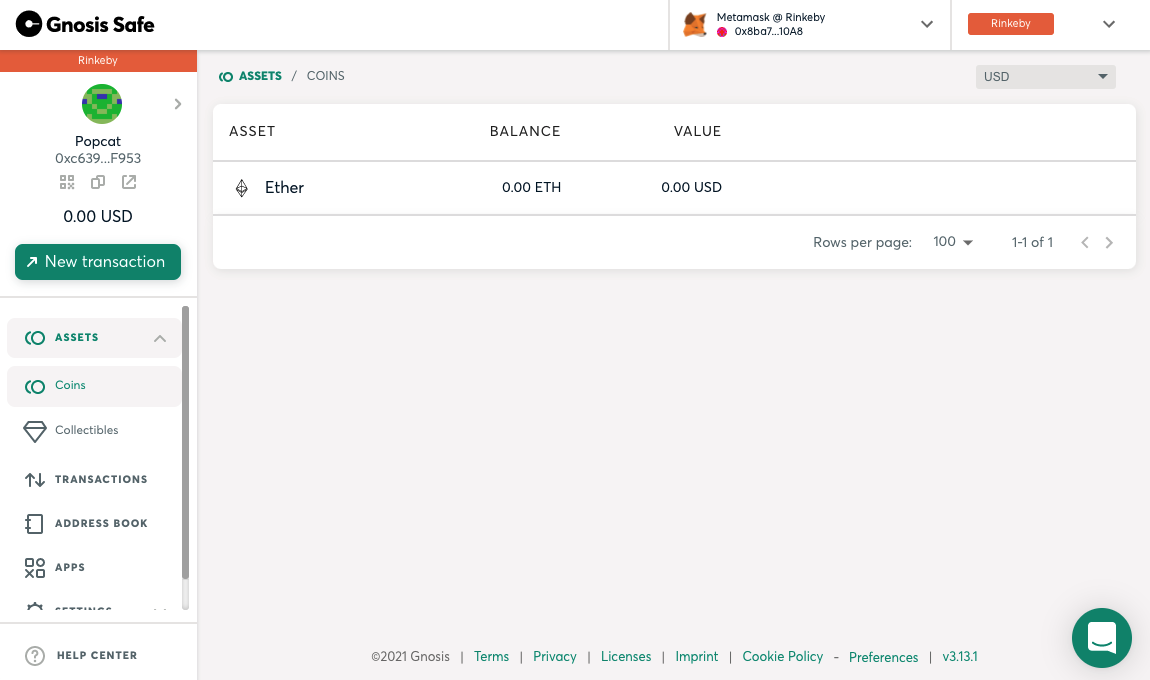 Gnosis Safe
Metamask @ Rinkeby
0x8ba7...10A8
Rinkeby
Rinkeby
Popcat
0xc639...F953
0.00 USD
New transaction
ASSETS
Coins
Collectibles
TRANSACTIONS
ADDRESS BOOK
APPS
SETTINGS
HELP CENTER
ASSETS / COINS
USD
ASSET BALANCE VALUE
Ether 0.00 ETH 0.00 USD
Rows per page: 100 1-1 of 1
©2021 Gnosis | Terms | Privacy | Licenses | Imprint | Cookie Policy - Preferences | v3.13.1